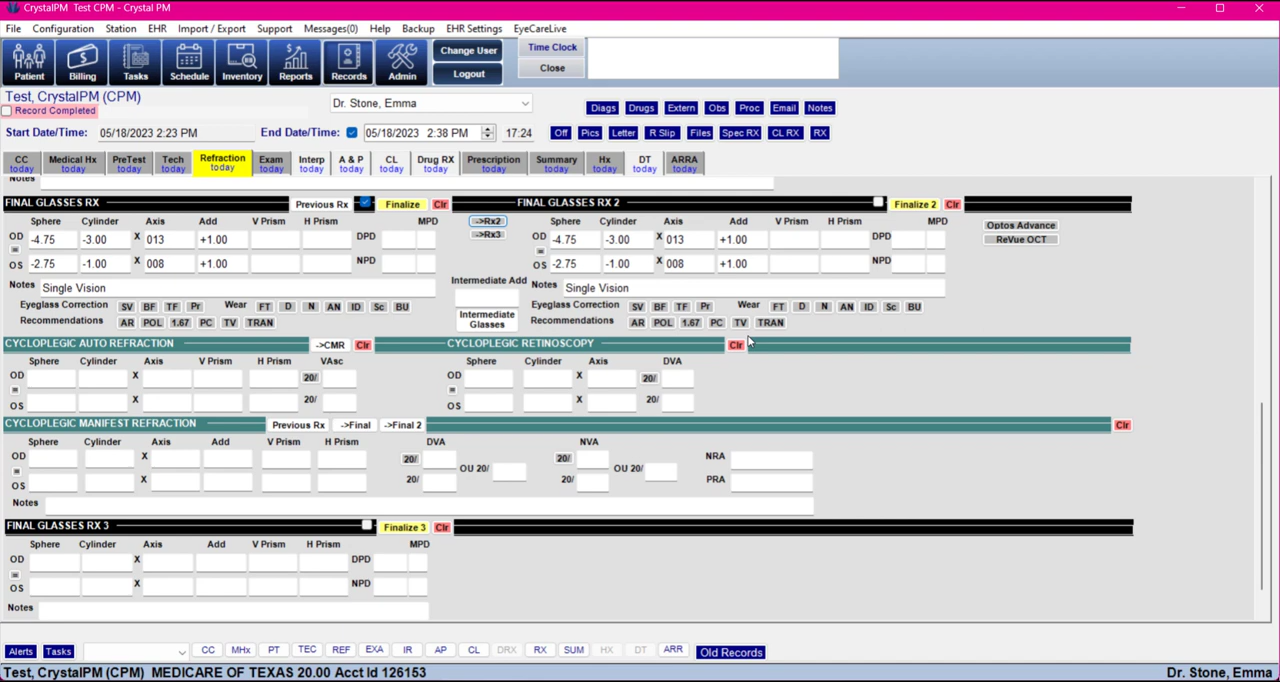 CrystalPM Test CPM - Crystal PM
File Configuration Station EHR Import / Export Support Messages(0) Help Backup EHR Settings EyeCareLive
Patient Billing Tasks Schedule Inventory Reports Records Admin Change User Time Clock
Logout Close
Test, CrystalPM (CPM)
Dr. Stone, Emma
Record Completed
Diags Drugs Extern Obs Proc Email Notes
Start Date/Time: 05/18/2023 2:23 PM End Date/Time: 05/18/2023 2:38 PM 17:24 Off Pics Letter R Slip Files Spec RX CL RX RX
CC Medical Hx PreTest Tech Refraction Exam Interp A & P CL Drug RX Prescription Summary Hx DT ARRA
today today today today today today today today today today today today today today today
Notes
FINAL GLASSES RX Previous Rx Finalize Clr FINAL GLASSES RX 2 Finalize 2 Clr
Sphere Cylinder Axis Add V Prism H Prism MPD ->Rx2 Sphere Cylinder Axis Add V Prism H Prism MPD Optos Advance
OD -4.75 -3.00 X 013 +1.00 DPD ->Rx3 OD -4.75 -3.00 X 013 +1.00 DPD ReVue OCT
OS -2.75 -1.00 X 008 +1.00 NPD OS -2.75 -1.00 X 008 +1.00 NPD
Notes Single Vision Intermediate Add Notes Single Vision
Eyeglass Correction SV BF TF Pr Wear FT D N AN ID Sc BU Eyeglass Correction SV BF TF Pr Wear FT D N AN ID Sc BU
Recommendations AR POL 1.67 PC TV TRAN Intermediate Glasses Recommendations AR POL 1.67 PC TV TRAN
CYCLOPLEGIC AUTO REFRACTION ->CMR Clr CYCLOPLEGIC RETINOSCOPY Clr
Sphere Cylinder Axis V Prism H Prism VAsc Sphere Cylinder Axis DVA
OD X 20/ OD X 20/
OS X 20/ OS X 20/
CYCLOPLEGIC MANIFEST REFRACTION Previous Rx ->Final ->Final 2 Clr
Sphere Cylinder Axis Add V Prism H Prism DVA NVA
OD X 20/ OU 20/ 20/ OU 20/ NRA
OS X 20/ 20/ PRA
Notes
FINAL GLASSES RX 3 Finalize 3 Clr
Sphere Cylinder Axis Add V Prism H Prism MPD
OD X DPD
OS X NPD
Notes
Alerts Tasks CC MHx PT TEC REF EXA IR AP CL DRX RX SUM HX DT ARR Old Records
Test, CrystalPM (CPM) MEDICARE OF TEXAS 20.00 Acct Id 126153 Dr. Stone, Emma